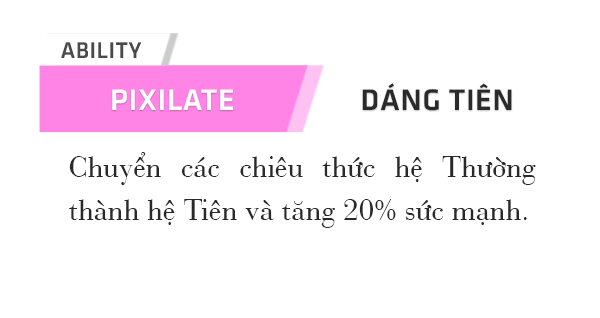 ABILITY
PIXILATE DÁNG TIÊN
Chuyển các chiêu thức hệ Thường
thành hệ Tiên và tăng 20% sức mạnh.